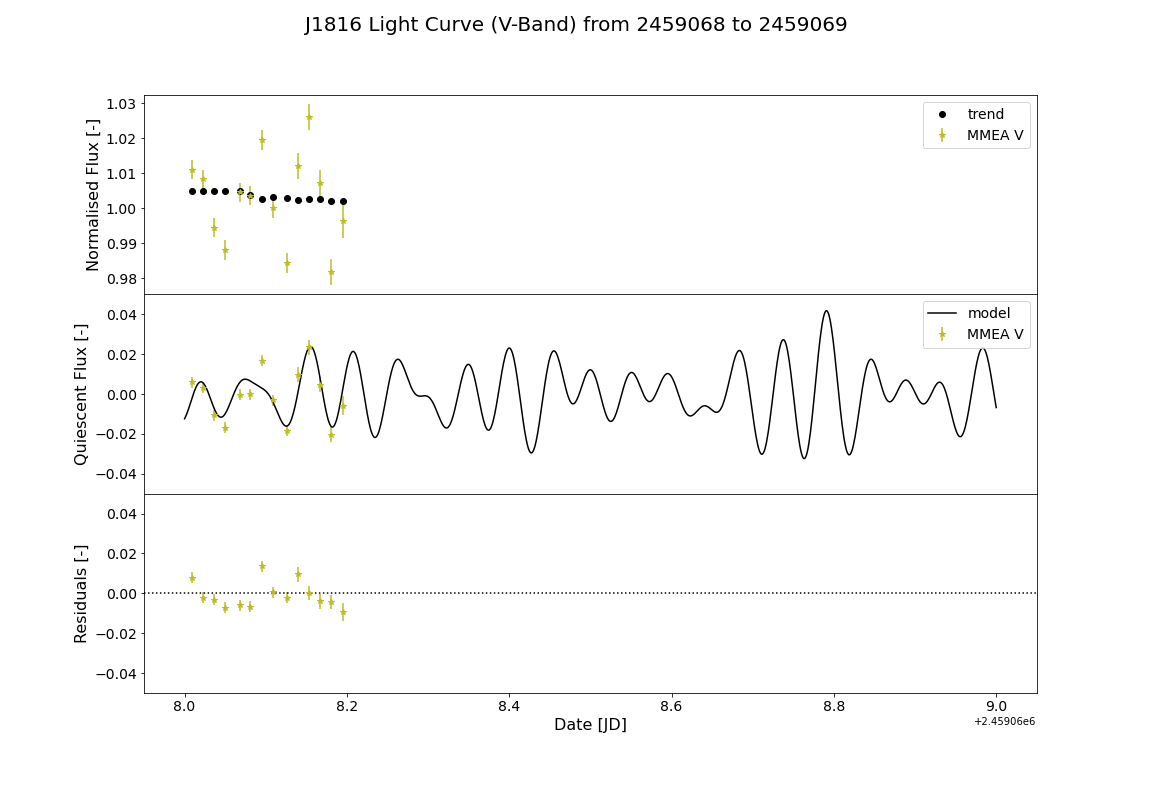 J1816 Light Curve (V-Band) from 2459068 to 2459069
1.03
1.02
1.01
1.00
0.99
0.98
Normalised Flux [-]
trend
MMEA V
0.04
0.02
0.00
−0.02
−0.04
Quiescent Flux [-]
model
MMEA V
0.04
0.02
0.00
−0.02
−0.04
Residuals [-]
8.0 8.2 8.4 8.6 8.8 9.0
Date [JD]
+2.45906e6